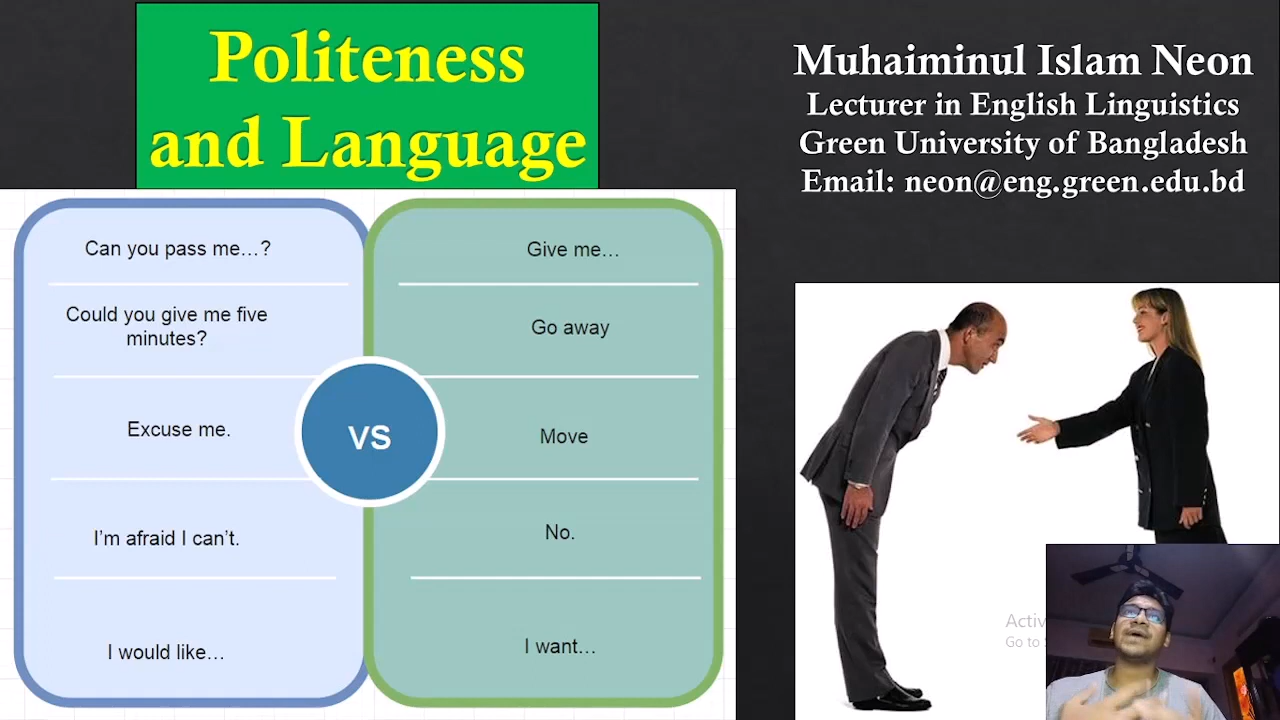 Politeness
and Language
Muhaiminul Islam Neon
Lecturer in English Linguistics
Green University of Bangladesh
Email: neon@eng.green.edu.bd
Can you pass me…?
Give me…
Could you give me five
minutes?
Go away
VS
Excuse me.
Move
I'm afraid I can't.
No.
I would like…
I want…
Go to